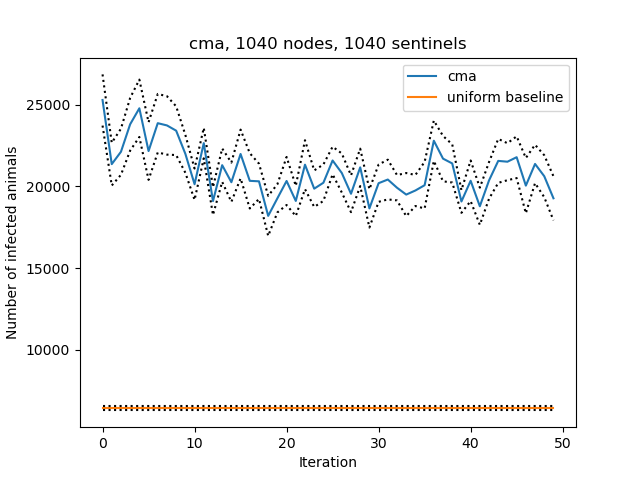 cma, 1040 nodes, 1040 sentinels
cma
uniform baseline
25000
20000
15000
10000
Number of infected animals
0 10 20 30 40 50
Iteration